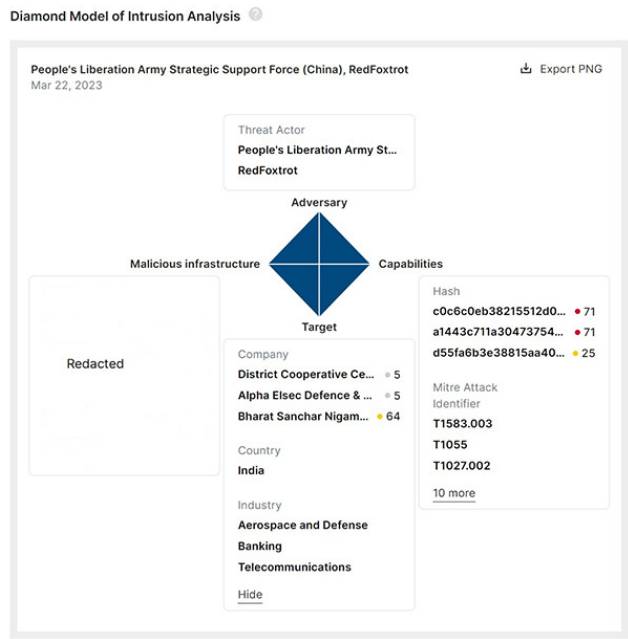 Diamond Model of Intrusion Analysis ?
People's Liberation Army Strategic Support Force (China), RedFoxtrot
Export PNG
Mar 22, 2023
Threat Actor
People's Liberation Army St...
RedFoxtrot
Adversary
Malicious infrastructure
Capabilities
Target
Redacted
Company
District Cooperative Ce... 5
Alpha Elsec Defence & ... 5
Bharat Sanchar Nigam... 64
Country
India
Industry
Aerospace and Defense
Banking
Telecommunications
Hide
Hash
c0c6c0eb38215512d0... 71
a1443c711a30473754... 71
d55fa6b3e38815aa40... 25
Mitre Attack
Identifier
T1583.003
T1055
T1027.002
10 more